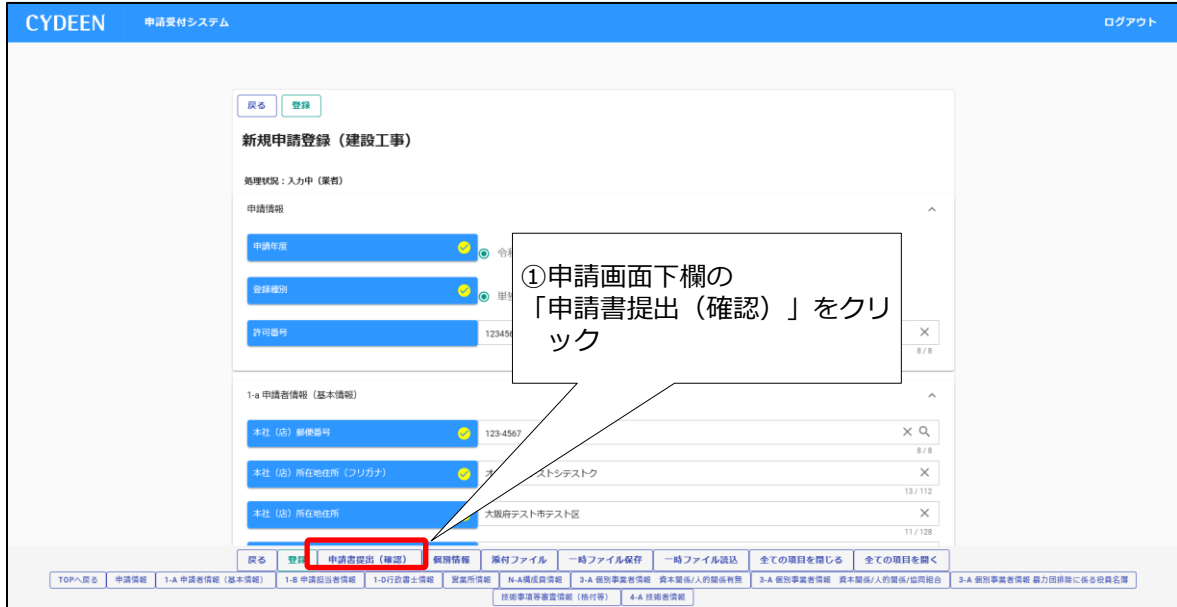 CYDEEN 申請受付システム ログアウト
戻る 登録
新規申請登録（建設工事）
処理状況：入力中（業者）
申請情報
申請年度
登録種別
許可番号
8 / 8
①申請画面下欄の
「申請書提出（確認）」をクリ
ック
1-a 申請者情報（基本情報）
本社（店）郵便番号 123-4567
8 / 8
本社（店）所在地住所（フリガナ）
13 / 112
本社（店）所在地住所 大阪府テスト市テスト区
11 / 128
戻る 登録 申請書提出（確認） 個別情報 添付ファイル 一時ファイル保存 一時ファイル読込 全ての項目を閉じる 全ての項目を開く
TOPへ戻る 申請情報 1-A 申請者情報（基本情報） 1-B 申請担当者情報 1-D行政書士情報 営業所情報 N-A構成員情報 3-A 個別事業者情報 資本関係/人的関係有無 3-A 個別事業者情報 資本関係/人的関係/協同組合 3-A 個別事業者情報 暴力団排除に係る役員名簿
技術事項等審査情報（格付等） 4-A 技術者情報